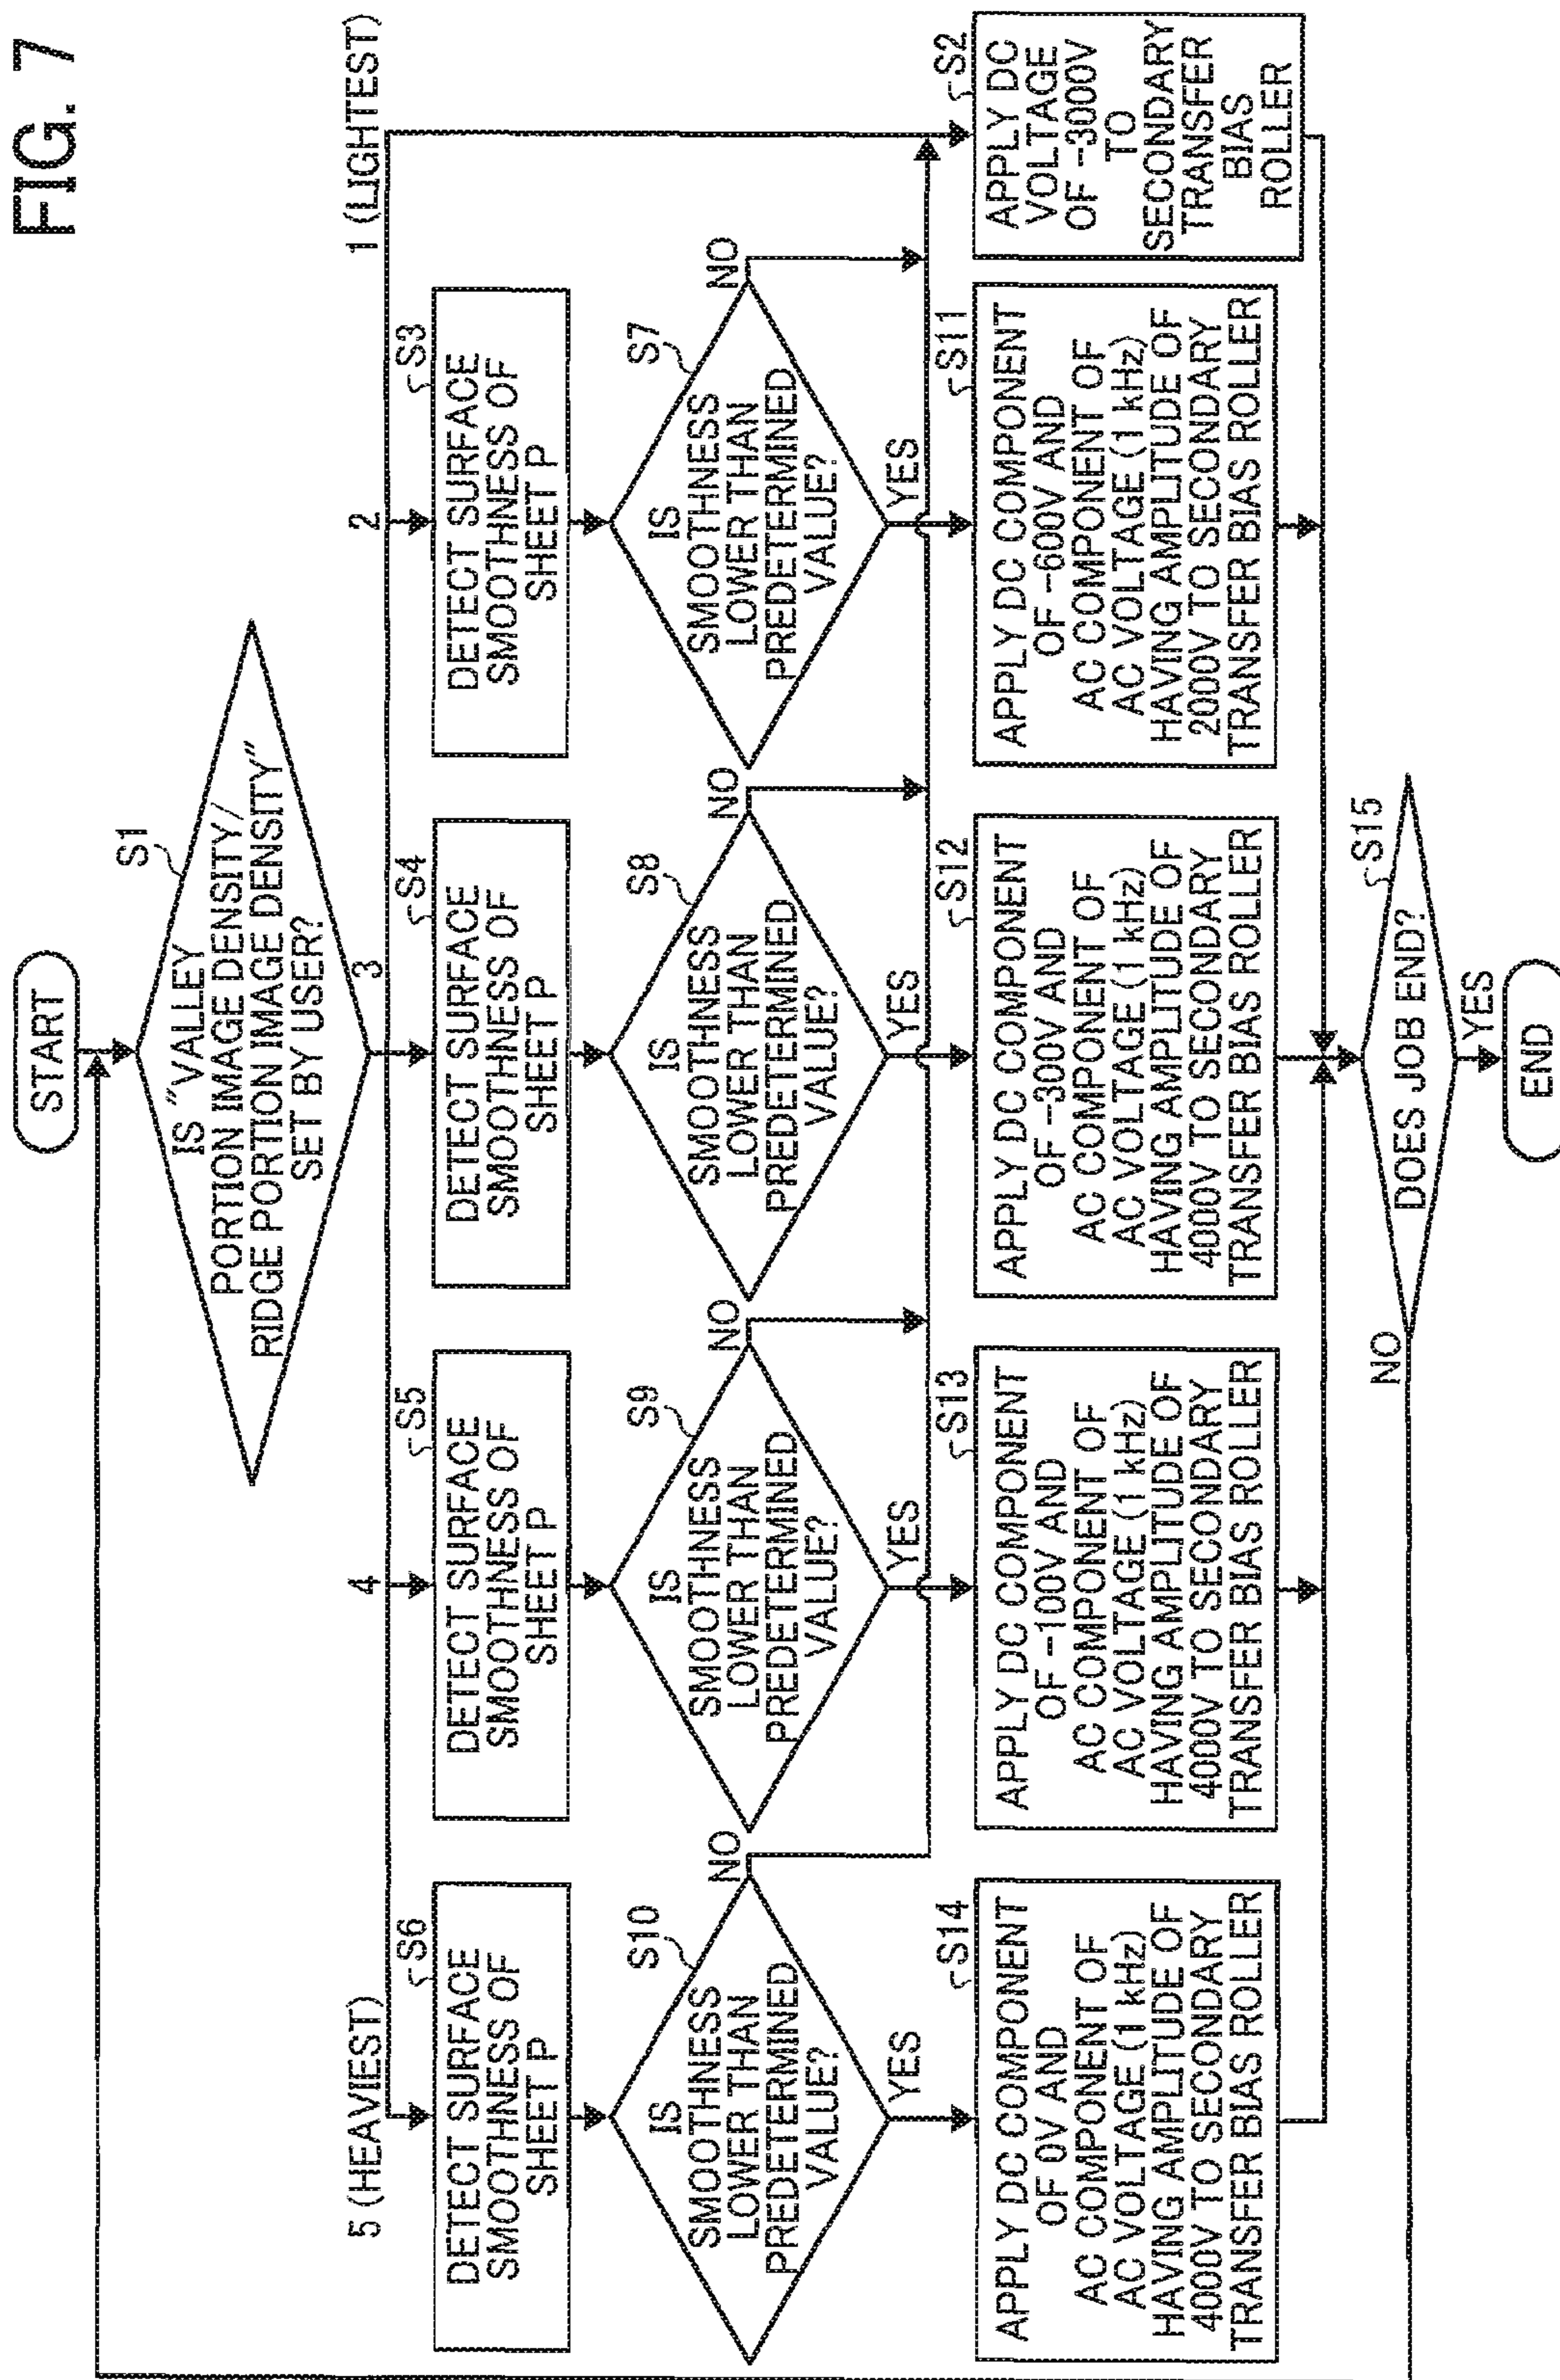 FIG. 7
START
S1
IS "VALLEY
PORTION IMAGE DENSITY/
RIDGE PORTION IMAGE DENSITY"
SET BY USER?
5 (HEAVIEST)
4
3
2
1 (LIGHTEST)
S6
DETECT SURFACE
SMOOTHNESS OF
SHEET P
S5
DETECT SURFACE
SMOOTHNESS OF
SHEET P
S4
DETECT SURFACE
SMOOTHNESS OF
SHEET P
S3
DETECT SURFACE
SMOOTHNESS OF
SHEET P
S10
IS
SMOOTHNESS
LOWER THAN
PREDETERMINED
VALUE?
NO
YES
S9
IS
SMOOTHNESS
LOWER THAN
PREDETERMINED
VALUE?
NO
YES
S8
IS
SMOOTHNESS
LOWER THAN
PREDETERMINED
VALUE?
NO
YES
S7
IS
SMOOTHNESS
LOWER THAN
PREDETERMINED
VALUE?
NO
YES
S14
APPLY DC COMPONENT
OF 0V AND
AC COMPONENT OF
AC VOLTAGE (1 kHz)
HAVING AMPLITUDE OF
4000V TO SECONDARY
TRANSFER BIAS ROLLER
S13
APPLY DC COMPONENT
OF -100V AND
AC COMPONENT OF
AC VOLTAGE (1 kHz)
HAVING AMPLITUDE OF
4000V TO SECONDARY
TRANSFER BIAS ROLLER
S12
APPLY DC COMPONENT
OF -300V AND
AC COMPONENT OF
AC VOLTAGE (1 kHz)
HAVING AMPLITUDE OF
4000V TO SECONDARY
TRANSFER BIAS ROLLER
S11
APPLY DC COMPONENT
OF -600V AND
AC COMPONENT OF
AC VOLTAGE (1 kHz)
HAVING AMPLITUDE OF
2000V TO SECONDARY
TRANSFER BIAS ROLLER
S2
APPLY DC
VOLTAGE
OF -3000V
TO
SECONDARY
TRANSFER
BIAS
ROLLER
S15
DOES JOB END?
NO
YES
END